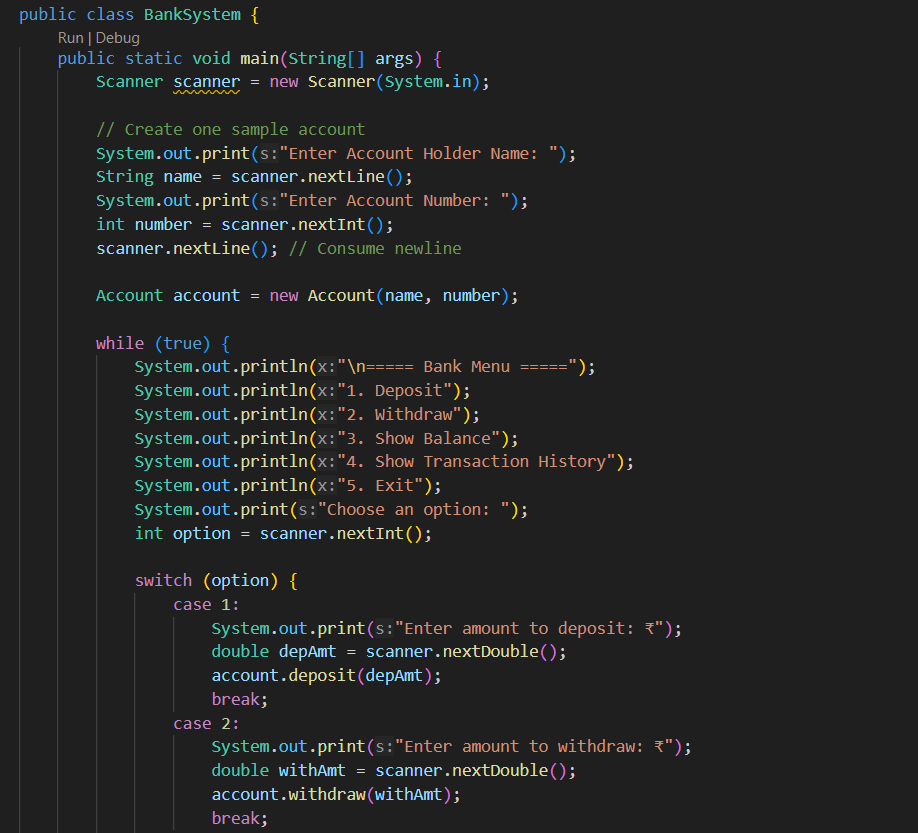 public class BankSystem {
Run | Debug
public static void main(String[] args) {
Scanner scanner = new Scanner(System.in);
// Create one sample account
System.out.print(s:"Enter Account Holder Name: ");
String name = scanner.nextLine();
System.out.print(s:"Enter Account Number: ");
int number = scanner.nextInt();
scanner.nextLine(); // Consume newline
Account account = new Account(name, number);
while (true) {
System.out.println(x:"\n===== Bank Menu =====");
System.out.println(x:"1. Deposit");
System.out.println(x:"2. Withdraw");
System.out.println(x:"3. Show Balance");
System.out.println(x:"4. Show Transaction History");
System.out.println(x:"5. Exit");
System.out.print(s:"Choose an option: ");
int option = scanner.nextInt();
switch (option) {
case 1:
System.out.print(s:"Enter amount to deposit: ₹");
double depAmt = scanner.nextDouble();
account.deposit(depAmt);
break;
case 2:
System.out.print(s:"Enter amount to withdraw: ₹");
double withAmt = scanner.nextDouble();
account.withdraw(withAmt);
break;